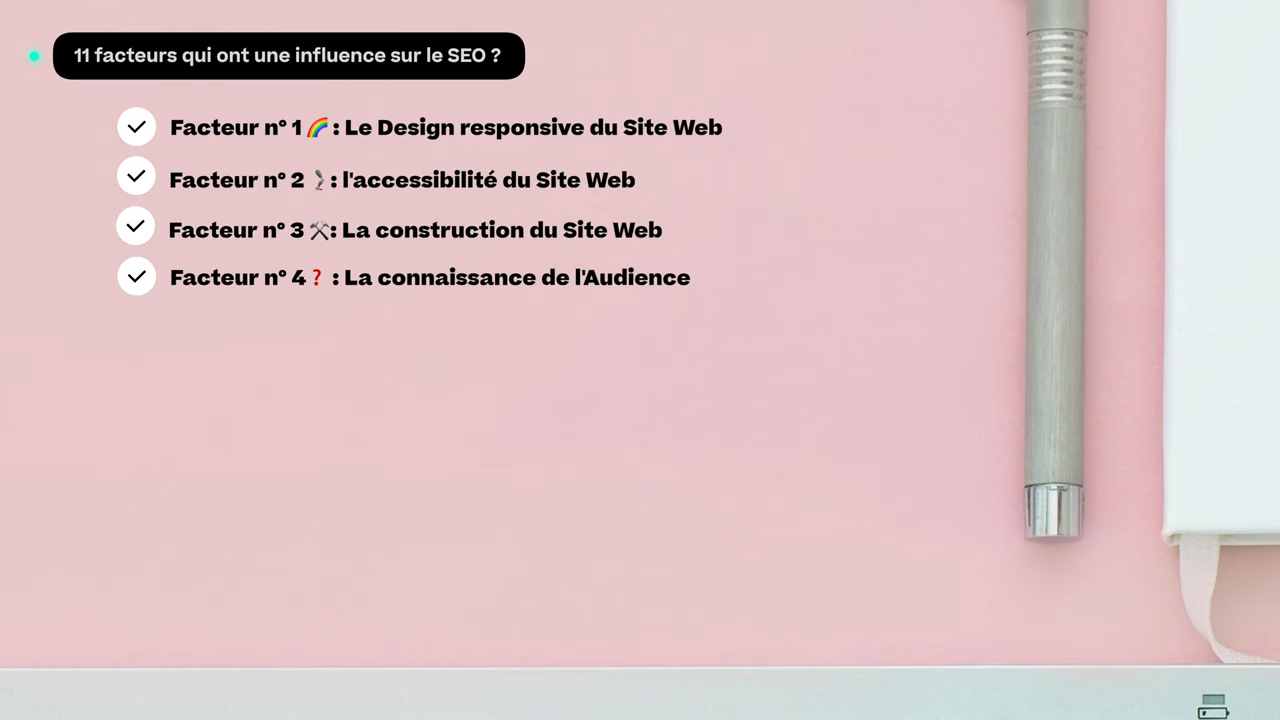 11 facteurs qui ont une influence sur le SEO ?
Facteur n° 1 🌈 : Le Design responsive du Site Web
Facteur n° 2 🦿 : l'accessibilité du Site Web
Facteur n° 3 ⚒️ : La construction du Site Web
Facteur n° 4 ❓ : La connaissance de l'Audience